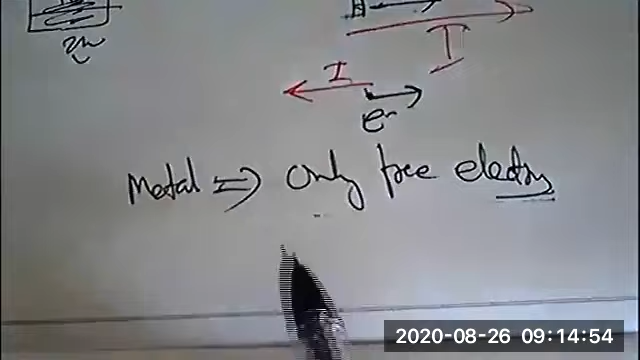 I
I
e⁻
Metal => Only free electrons
2020-08-26 09:14:54